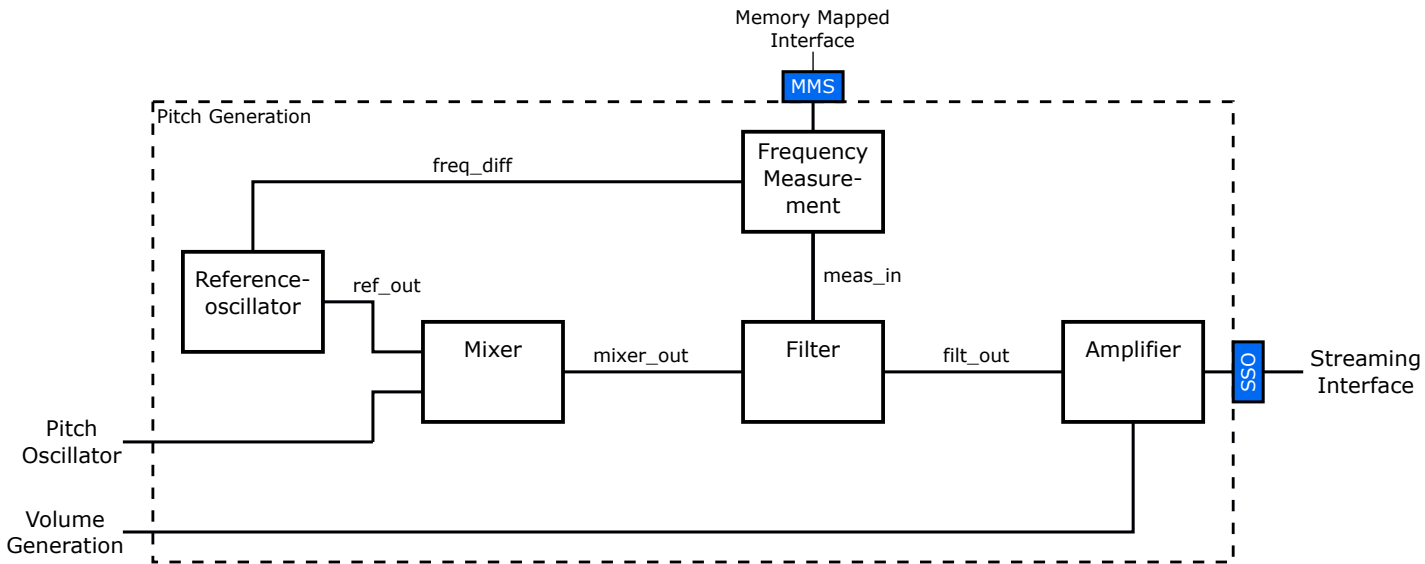 Memory Mapped
Interface
MMS
Pitch Generation
Frequency
Measure-
ment
freq_diff
Reference-
oscillator
ref_out
meas_in
Mixer
mixer_out
Filter
filt_out
Amplifier
SSO
Streaming
Interface
Pitch
Oscillator
Volume
Generation